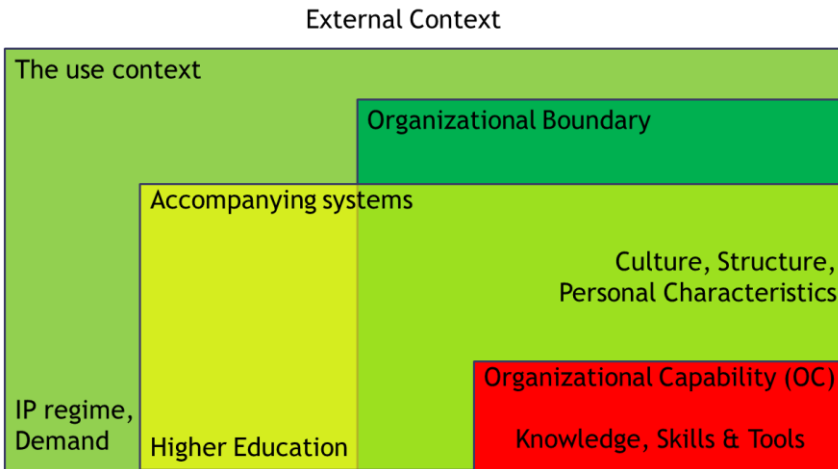 External Context
The use context
Organizational Boundary
Accompanying systems
Culture, Structure,
Personal Characteristics
Organizational Capability (OC)
IP regime,
Demand
Higher Education
Knowledge, Skills & Tools